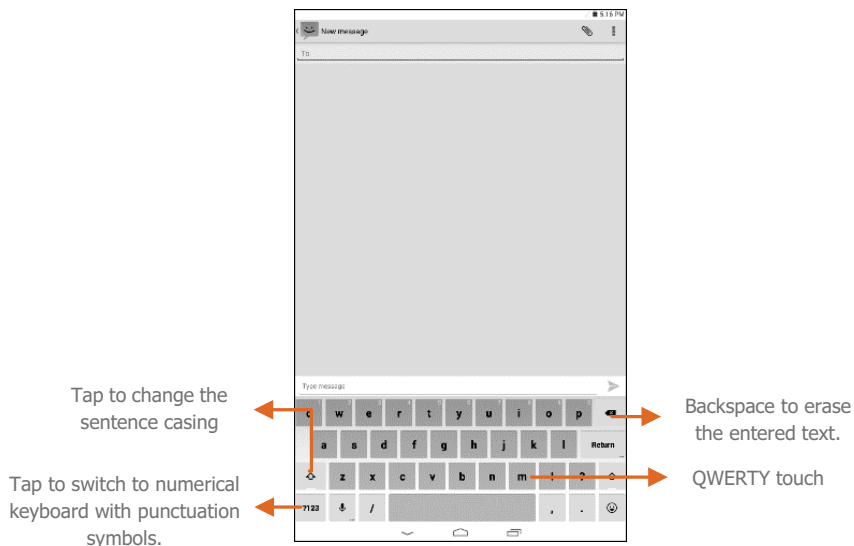 5:16 PM
New message
To
Type message
q w e r t y u i o p
a s d f g h j k l Return
z x c v b n m ! ?
?123 / , .
Tap to change the
sentence casing
Tap to switch to numerical
keyboard with punctuation
symbols.
Backspace to erase
the entered text.
QWERTY touch